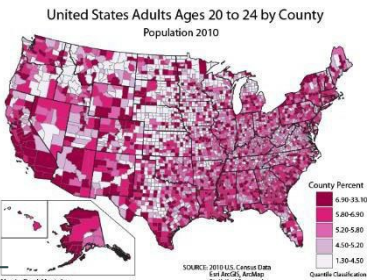 United States Adults Ages 20 to 24 by County
Population 2010
County Percent
6.90-33.10
5.80-6.90
5.20-5.80
4.50-5.20
1.30-4.50
Quantile Classification
SOURCE: 2010 U.S. Census Data
Esri ArcGIS, ArcMap